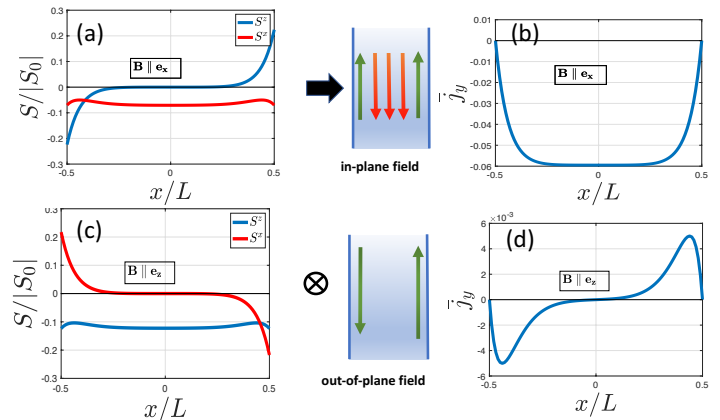 (a)
B ∥ e_x
S^z
S^x
S/|S_0|
0.3
0.2
0.1
0
-0.1
-0.2
-0.3
-0.5
0
0.5
x/L
in-plane field
(b)
B ∥ e_x
j̄_y
0.01
0
-0.01
-0.02
-0.03
-0.04
-0.05
-0.06
-0.5
0
0.5
x/L
(c)
B ∥ e_z
S^z
S^x
S/|S_0|
0.3
0.2
0.1
0
-0.1
-0.2
-0.3
-0.5
0
0.5
x/L
out-of-plane field
(d)
B ∥ e_z
×10^-3
j̄_y
6
4
2
0
-2
-4
-6
-0.5
0
0.5
x/L